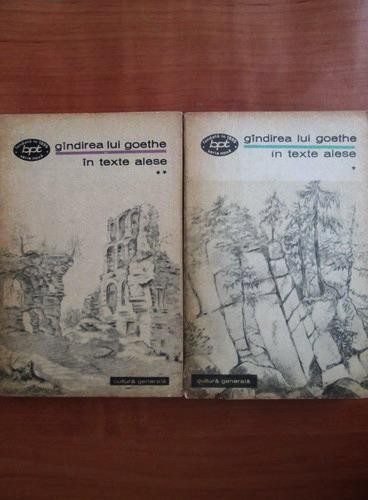 bpt
gîndirea lui goethe
în texte alese
**
cultură generală
bpt
gîndirea lui goethe
în texte alese
*
cultură generală